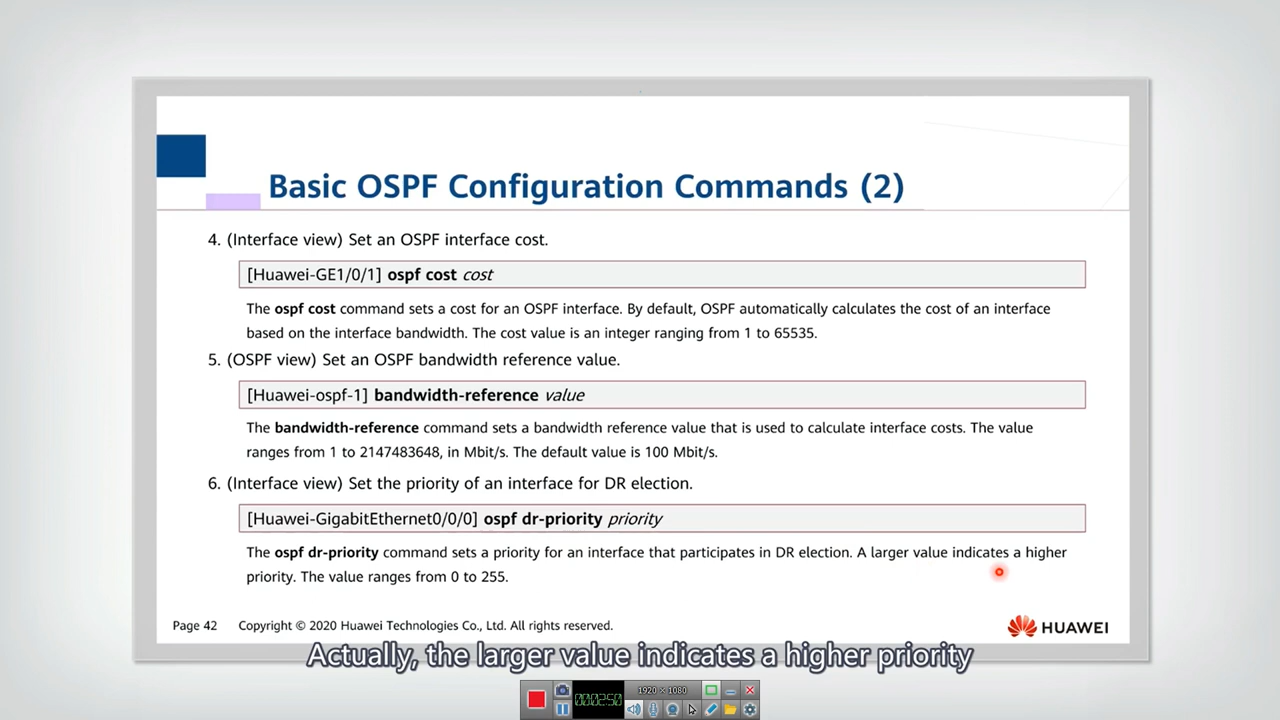 Basic OSPF Configuration Commands (2)
4. (Interface view) Set an OSPF interface cost.
[Huawei-GE1/0/1] ospf cost cost
The ospf cost command sets a cost for an OSPF interface. By default, OSPF automatically calculates the cost of an interface
based on the interface bandwidth. The cost value is an integer ranging from 1 to 65535.
5. (OSPF view) Set an OSPF bandwidth reference value.
[Huawei-ospf-1] bandwidth-reference value
The bandwidth-reference command sets a bandwidth reference value that is used to calculate interface costs. The value
ranges from 1 to 2147483648, in Mbit/s. The default value is 100 Mbit/s.
6. (Interface view) Set the priority of an interface for DR election.
[Huawei-GigabitEthernet0/0/0] ospf dr-priority priority
The ospf dr-priority command sets a priority for an interface that participates in DR election. A larger value indicates a higher
priority. The value ranges from 0 to 255.
Page 42 Copyright © 2020 Huawei Technologies Co., Ltd. All rights reserved.
HUAWEI
Actually, the larger value indicates a higher priority
000:02:50
1920 × 1080